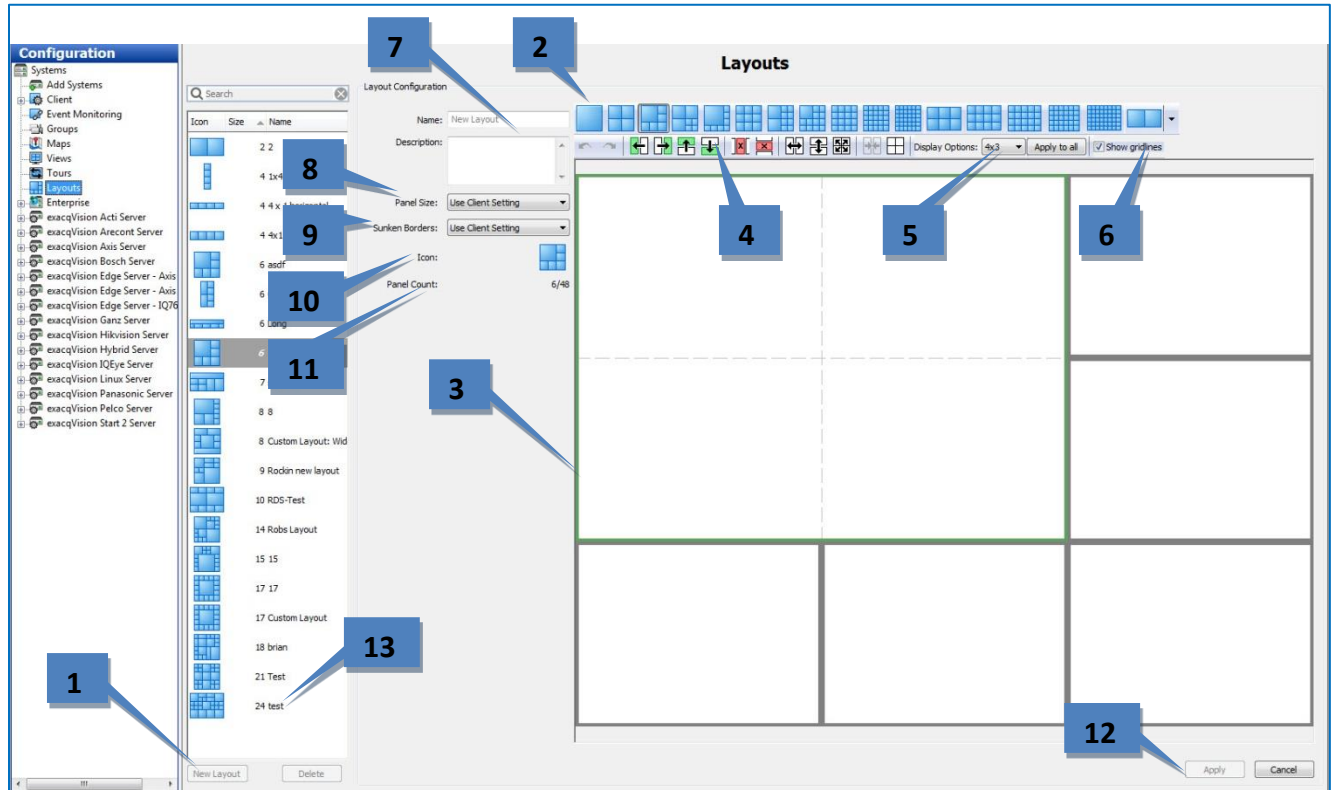 7
2
Configuration
Layouts
Systems
Add Systems
Client
Event Monitoring
Groups
Maps
Views
Tours
Layouts
Enterprise
exacqVision Acti Server
exacqVision Arecont Server
exacqVision Axis Server
exacqVision Bosch Server
exacqVision Edge Server - Axis
exacqVision Edge Server - Axis
exacqVision Edge Server - IQ76
exacqVision Ganz Server
exacqVision Hikvision Server
exacqVision Hybrid Server
exacqVision IQEye Server
exacqVision Linux Server
exacqVision Panasonic Server
exacqVision Pelco Server
exacqVision Start 2 Server
Search
Icon Size Name
2 2
4 1x4
4 4 x
4 4x1
6 asdf
6
6 Long
6
7
8 8
8 Custom Layout: Wid
9 Rockin new layout
10 RDS-Test
14 Robs Layout
15 15
17 17
17 Custom Layout
18 brian
21 Test
24 test
New Layout Delete
Layout Configuration
Name: New Layout
Description:
Panel Size: Use Client Setting
Sunken Borders: Use Client Setting
Icon:
Panel Count: 6/48
Display Options: 4x3 Apply to all Show gridlines
8
9
4
5
6
10
11
3
13
1
12
Apply Cancel